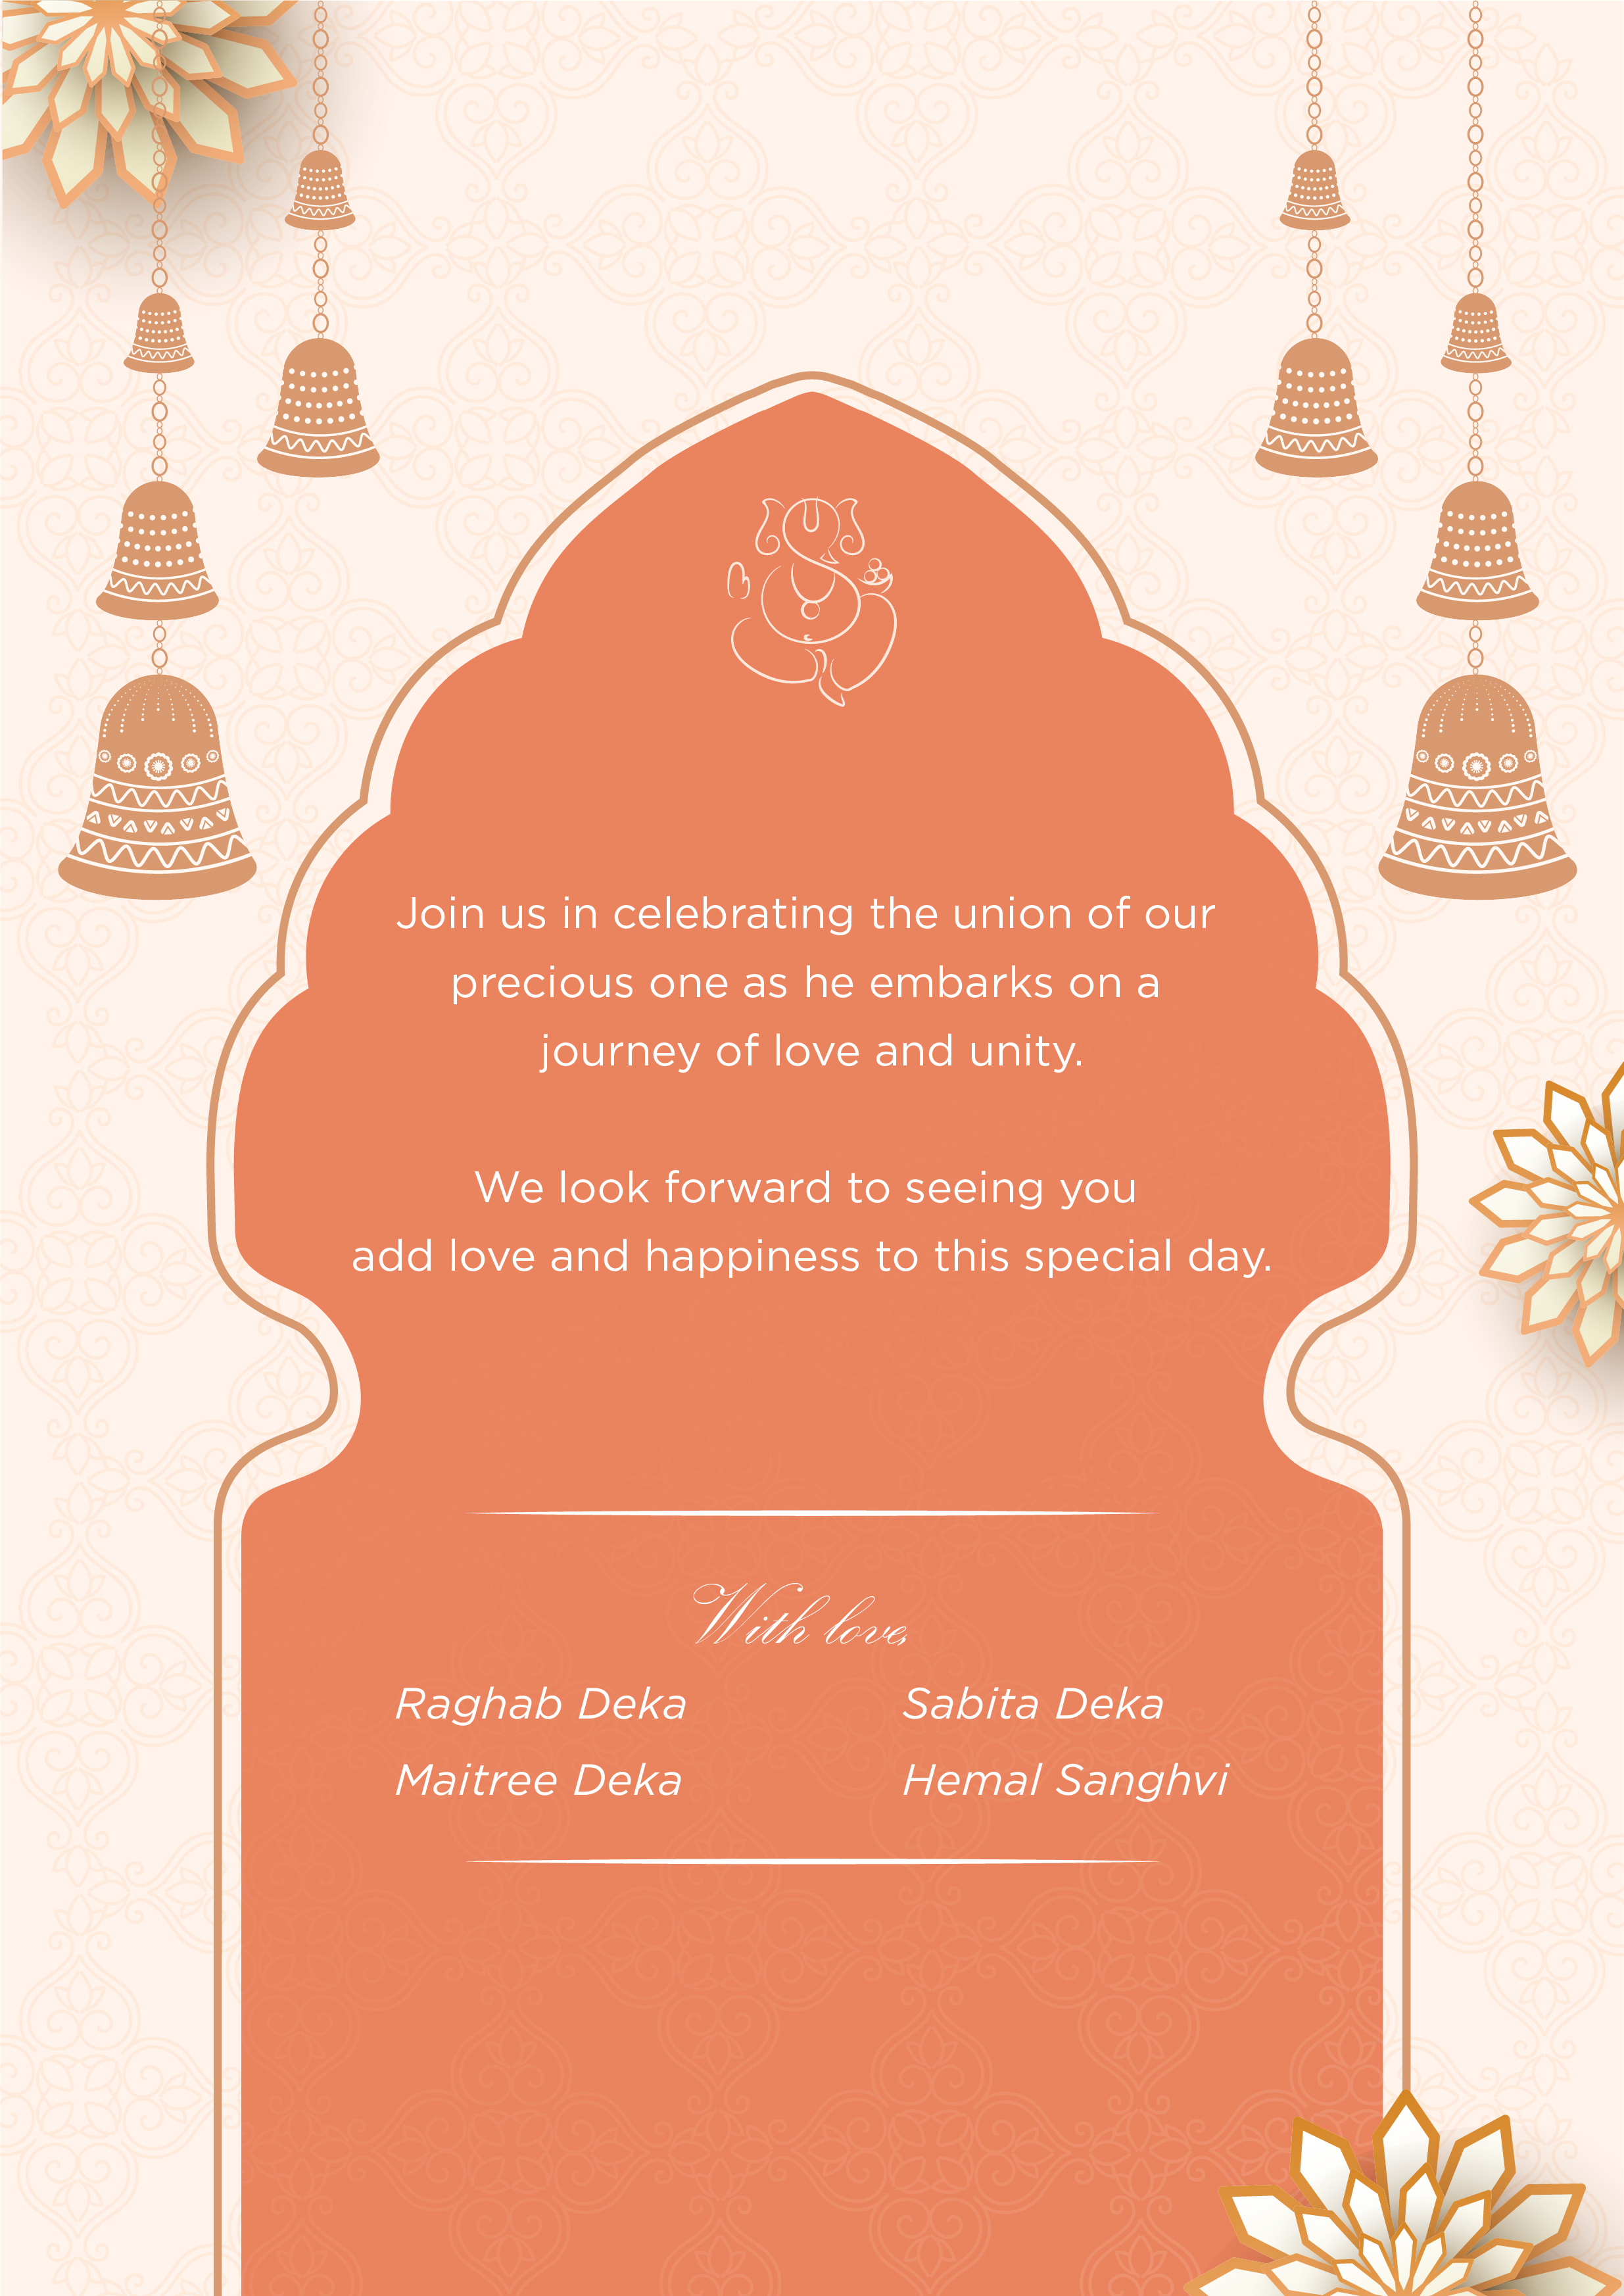 Join us in celebrating the union of our
precious one as he embarks on a
journey of love and unity.
We look forward to seeing you
add love and happiness to this special day.
With love,
Raghab Deka Sabita Deka
Maitree Deka Hemal Sanghvi